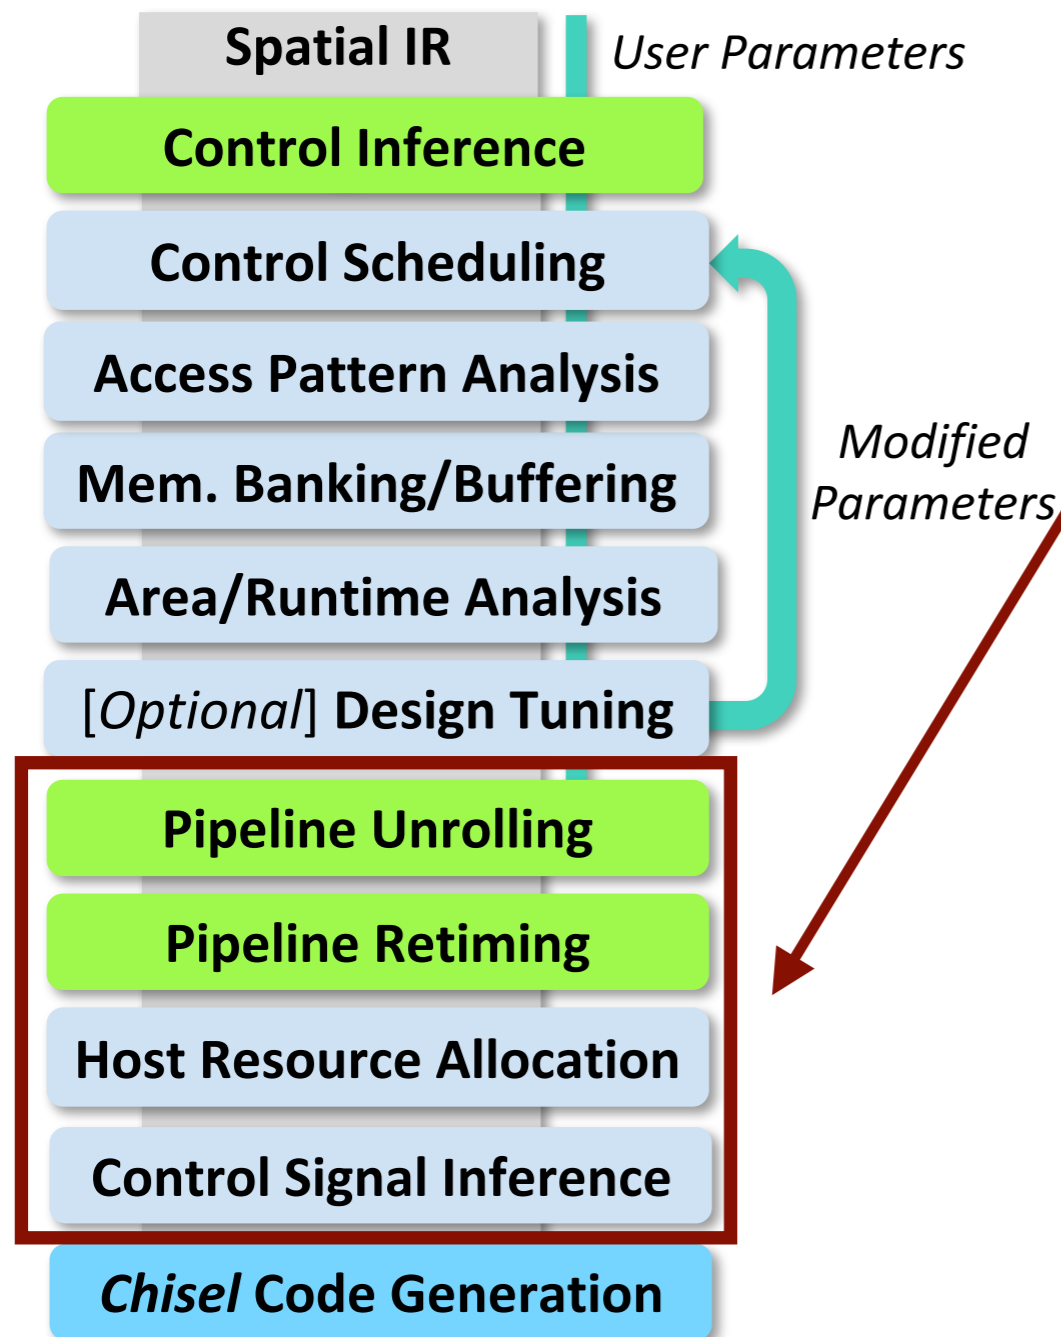 Spatial IR
User Parameters
Control Inference
Control Scheduling
Access Pattern Analysis
Modified
Parameters
Mem. Banking/Buffering
Area/Runtime Analysis
[Optional] Design Tuning
Pipeline Unrolling
Pipeline Retiming
Host Resource Allocation
Control Signal Inference
Chisel Code Generation